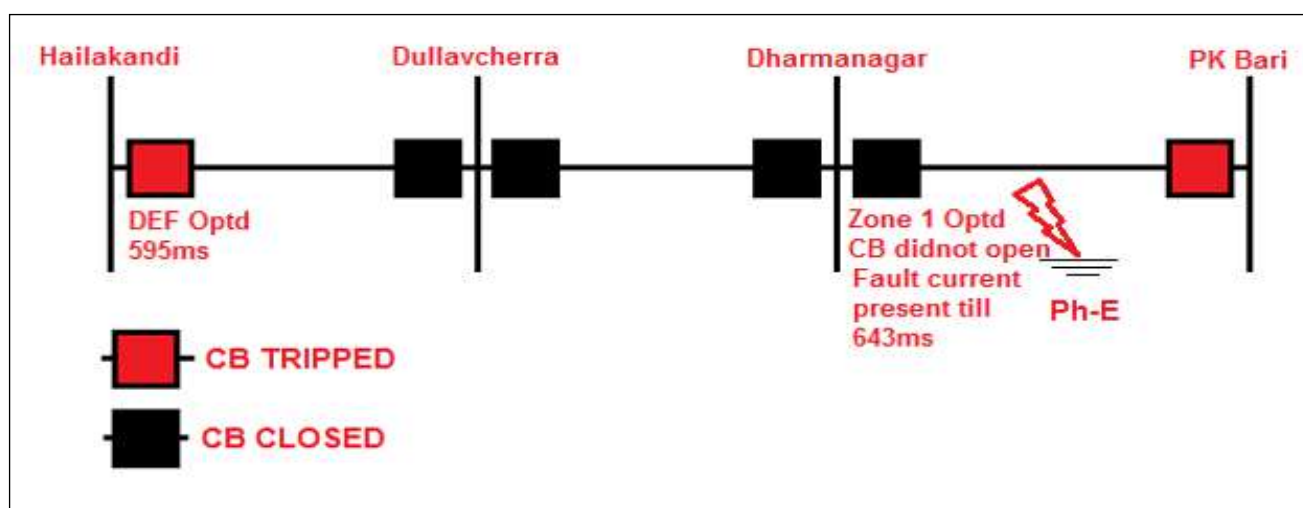 Hailakandi
Dullavcherra
Dharmanagar
PK Bari
DEF Optd
595ms
Zone 1 Optd
CB didnot open
Fault current
present till
643ms
Ph-E
CB TRIPPED
CB CLOSED